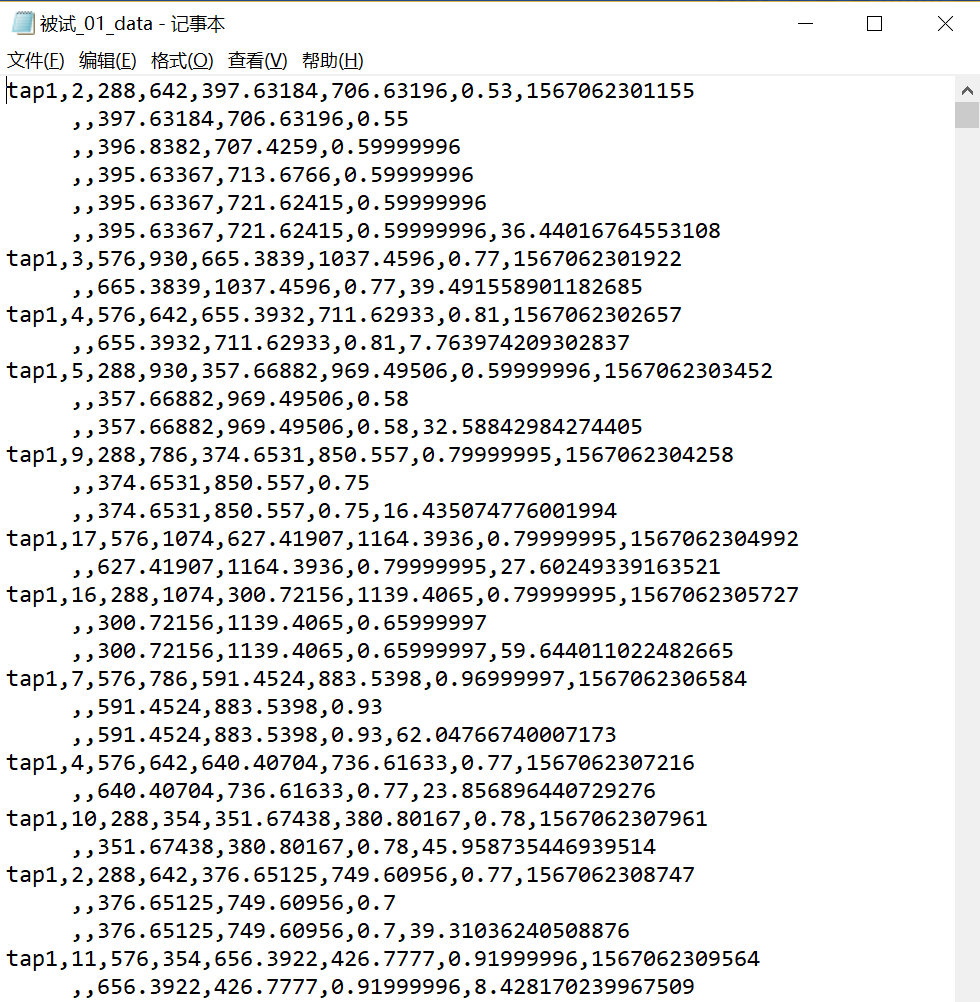 被试_01_data - 记事本
文件(F) 编辑(E) 格式(O) 查看(V) 帮助(H)
tap1,2,288,642,397.63184,706.63196,0.53,1567062301155
,,397.63184,706.63196,0.55
,,396.8382,707.4259,0.59999996
,,395.63367,713.6766,0.59999996
,,395.63367,721.62415,0.59999996
,,395.63367,721.62415,0.59999996,36.44016764553108
tap1,3,576,930,665.3839,1037.4596,0.77,1567062301922
,,665.3839,1037.4596,0.77,39.491558901182685
tap1,4,576,642,655.3932,711.62933,0.81,1567062302657
,,655.3932,711.62933,0.81,7.763974209302837
tap1,5,288,930,357.66882,969.49506,0.59999996,1567062303452
,,357.66882,969.49506,0.58
,,357.66882,969.49506,0.58,32.58842984274405
tap1,9,288,786,374.6531,850.557,0.79999995,1567062304258
,,374.6531,850.557,0.75
,,374.6531,850.557,0.75,16.435074776001994
tap1,17,576,1074,627.41907,1164.3936,0.79999995,1567062304992
,,627.41907,1164.3936,0.79999995,27.60249339163521
tap1,16,288,1074,300.72156,1139.4065,0.79999995,1567062305727
,,300.72156,1139.4065,0.65999997
,,300.72156,1139.4065,0.65999997,59.644011022482665
tap1,7,576,786,591.4524,883.5398,0.96999997,1567062306584
,,591.4524,883.5398,0.93
,,591.4524,883.5398,0.93,62.04766740007173
tap1,4,576,642,640.40704,736.61633,0.77,1567062307216
,,640.40704,736.61633,0.77,23.856896440729276
tap1,10,288,354,351.67438,380.80167,0.78,1567062307961
,,351.67438,380.80167,0.78,45.958735446939514
tap1,2,288,642,376.65125,749.60956,0.77,1567062308747
,,376.65125,749.60956,0.7
,,376.65125,749.60956,0.7,39.31036240508876
tap1,11,576,354,656.3922,426.7777,0.91999996,1567062309564
,,656.3922,426.7777,0.91999996,8.428170239967509